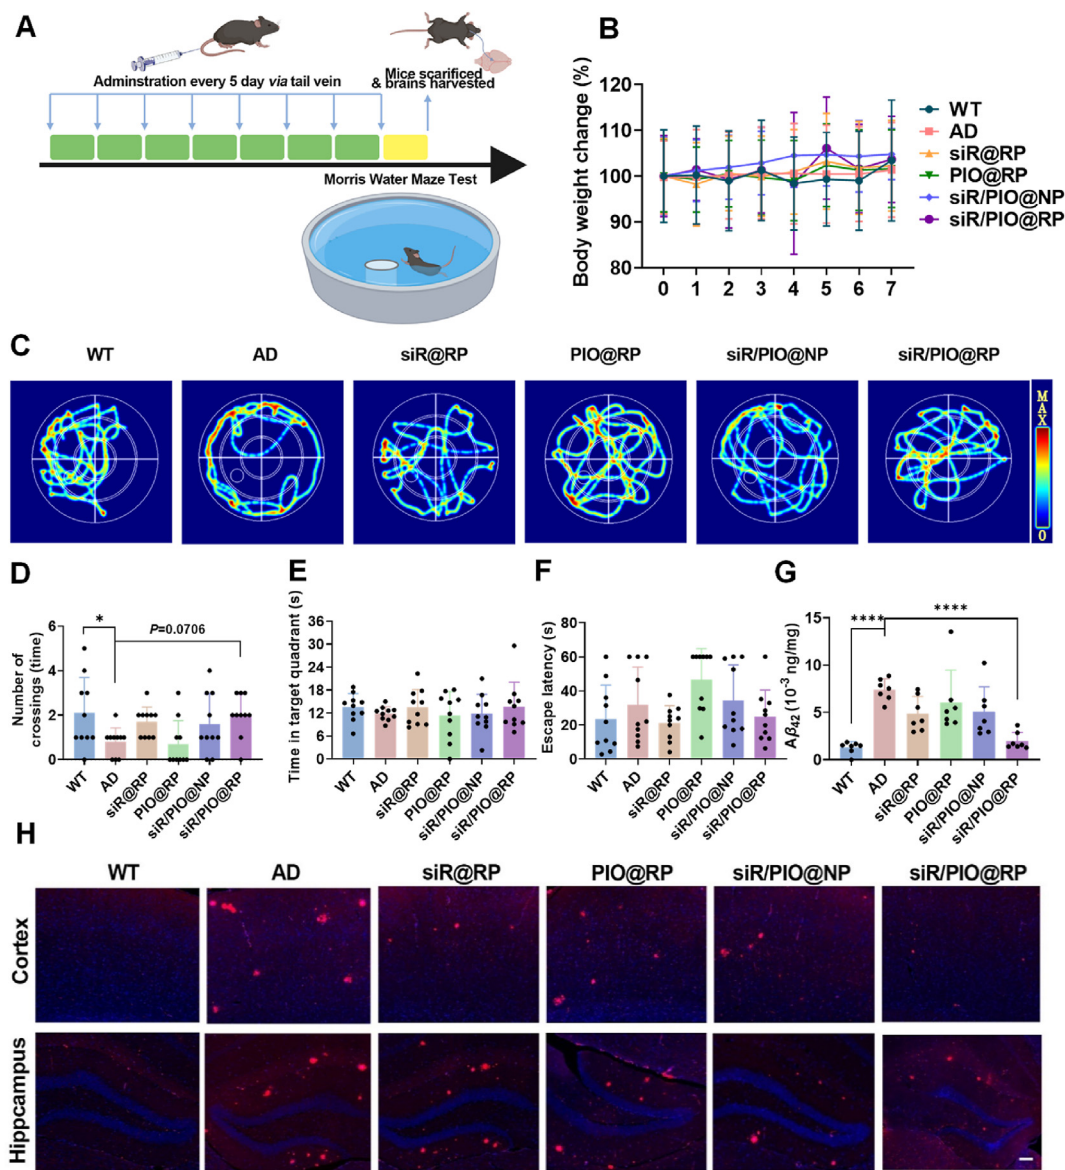 A
Adminstration every 5 day via tail vein
Mice scarificed
& brains harvested
Morris Water Maze Test
B
Body weight change (%)
120
110
100
90
80
0 1 2 3 4 5 6 7
WT
AD
siR@RP
PIO@RP
siR/PIO@NP
siR/PIO@RP
C
WT AD siR@RP PIO@RP siR/PIO@NP siR/PIO@RP
MAX
0
D
Number of
crossings (time)
6
5
4
3
2
1
0
*
P=0.0706
WT AD siR@RP PIO@RP siR/PIO@NP siR/PIO@RP
E
Time in target quadrant (s)
36
30
24
18
12
6
0
WT AD siR@RP PIO@RP siR/PIO@NP siR/PIO@RP
F
Escape latency (s)
80
60
40
20
0
WT AD siR@RP PIO@RP siR/PIO@NP siR/PIO@RP
G
Aβ42 (10⁻³ ng/mg)
15
10
5
0
**** ****
WT AD siR@RP PIO@RP siR/PIO@NP siR/PIO@RP
H
WT AD siR@RP PIO@RP siR/PIO@NP siR/PIO@RP
Cortex
Hippcampus